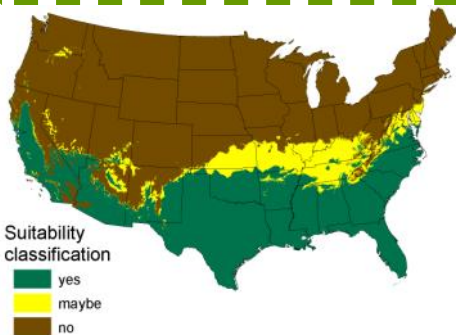 Suitability
classification
yes
maybe
no